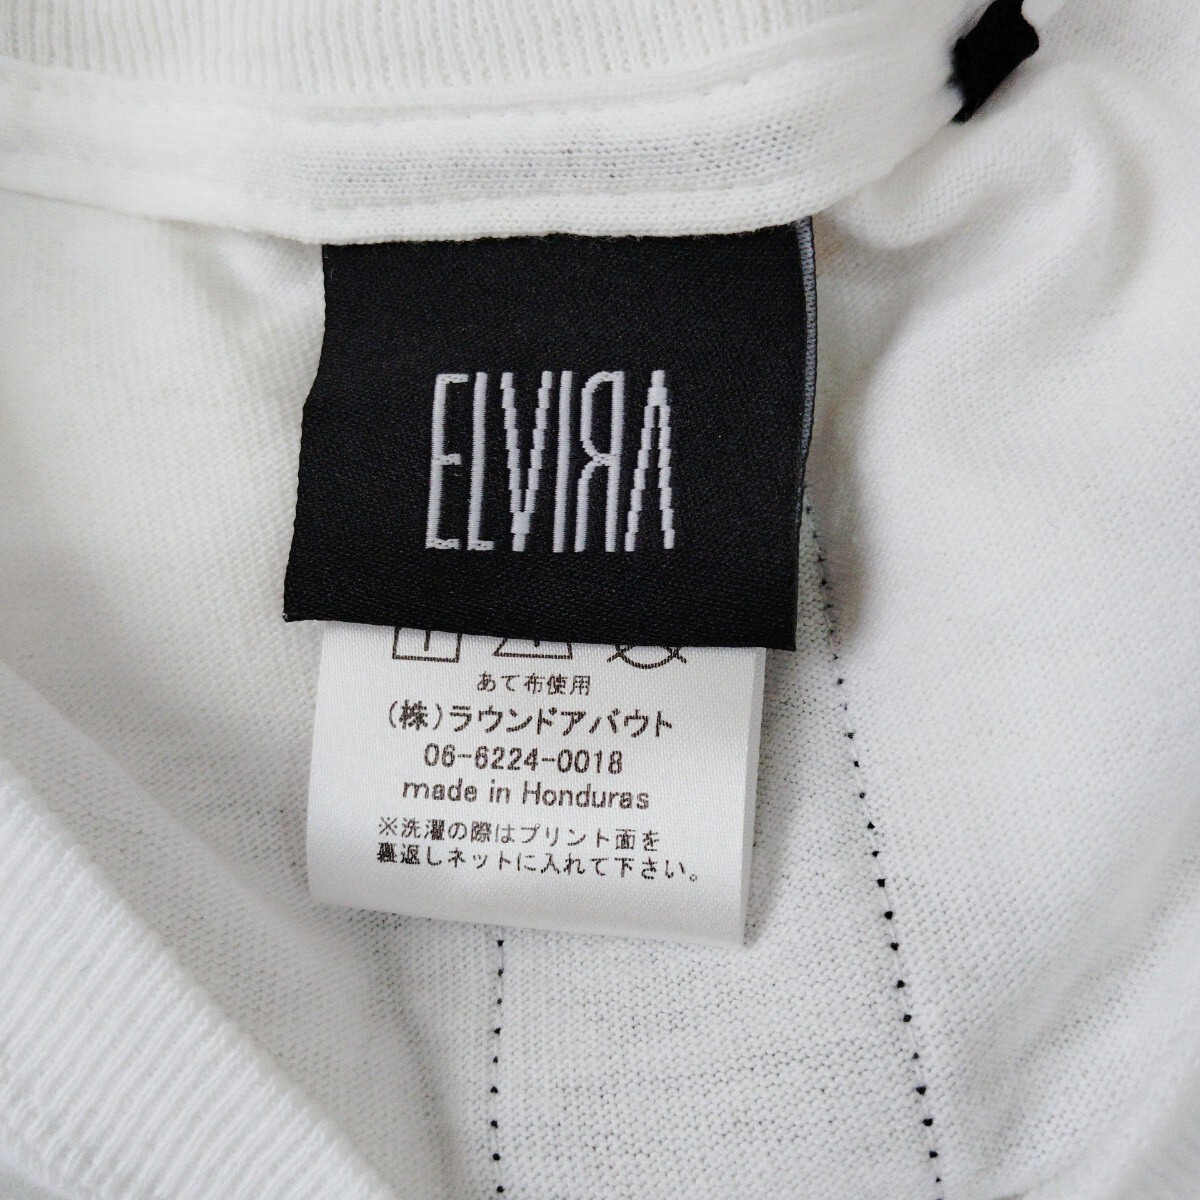 ELVIRA
あて布使用
(株)ラウンドアバウト
06-6224-0018
made in Honduras
※洗濯の際はプリント面を
裏返しネットに入れて下さい。